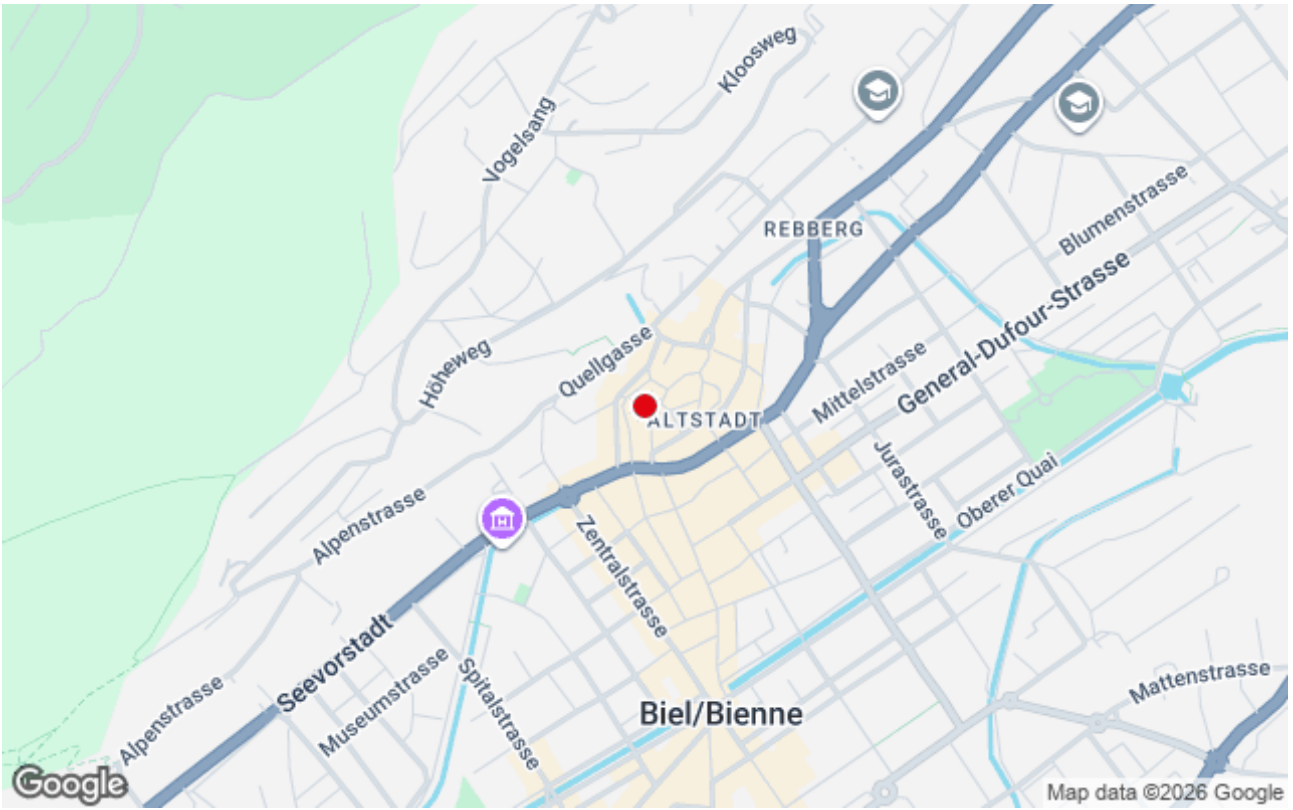 Kloosweg
Vogelsang
REBBERG
Blumenstrasse
General-Dufour-Strasse
Höheweg
Quellgasse
Mittelstrasse
ALTSTADT
Jurastrasse
Oberer Quai
Alpenstrasse
Zentralstrasse
Seevorstadt
Museumstrasse
Spitalstrasse
Alpenstrasse
Mattenstrasse
Biel/Bienne
Google
Map data ©2026 Google